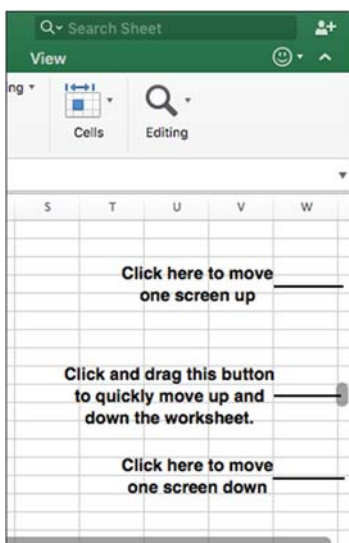 Search Sheet
View
ng
Cells Editing
S T U V W
Click here to move
one screen up
Click and drag this button
to quickly move up and
down the worksheet.
Click here to move
one screen down